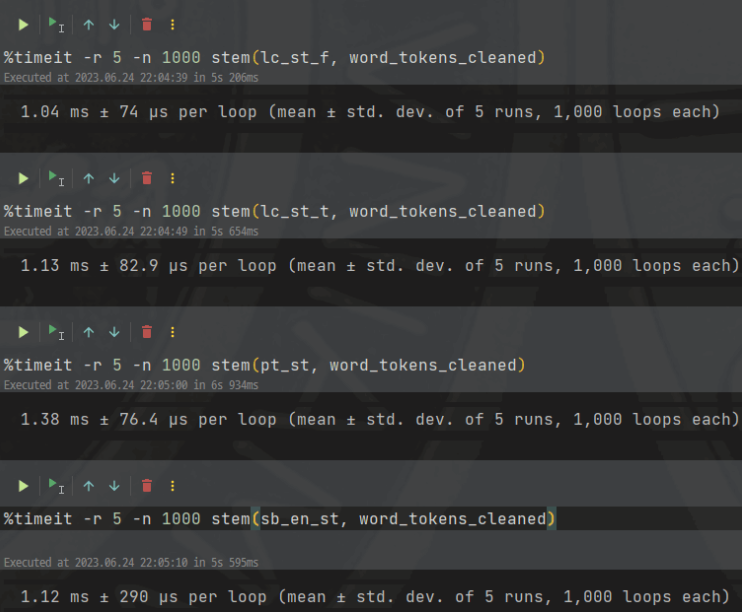 %timeit -r 5 -n 1000 stem(lc_st_f, word_tokens_cleaned)
Executed at 2023.06.24 22:04:39 in 5s 206ms
1.04 ms ± 74 µs per loop (mean ± std. dev. of 5 runs, 1,000 loops each)
%timeit -r 5 -n 1000 stem(lc_st_t, word_tokens_cleaned)
Executed at 2023.06.24 22:04:49 in 5s 654ms
1.13 ms ± 82.9 µs per loop (mean ± std. dev. of 5 runs, 1,000 loops each)
%timeit -r 5 -n 1000 stem(pt_st, word_tokens_cleaned)
Executed at 2023.06.24 22:05:00 in 6s 934ms
1.38 ms ± 76.4 µs per loop (mean ± std. dev. of 5 runs, 1,000 loops each)
%timeit -r 5 -n 1000 stem(sb_en_st, word_tokens_cleaned)
Executed at 2023.06.24 22:05:10 in 5s 595ms
1.12 ms ± 290 µs per loop (mean ± std. dev. of 5 runs, 1,000 loops each)